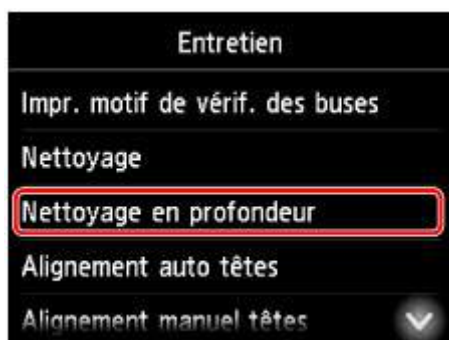 Entretien
Impr. motif de vérif. des buses
Nettoyage
Nettoyage en profondeur
Alignement auto têtes
Alignement manuel têtes